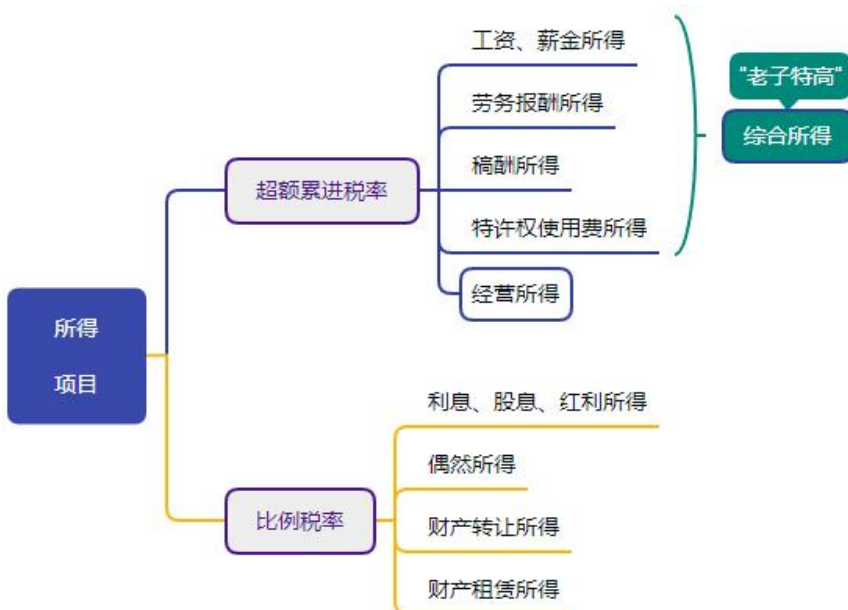 工资、薪金所得
"老子特高"
劳务报酬所得
综合所得
稿酬所得
超额累进税率
特许权使用费所得
经营所得
所得
项目
利息、股息、红利所得
偶然所得
比例税率
财产转让所得
财产租赁所得